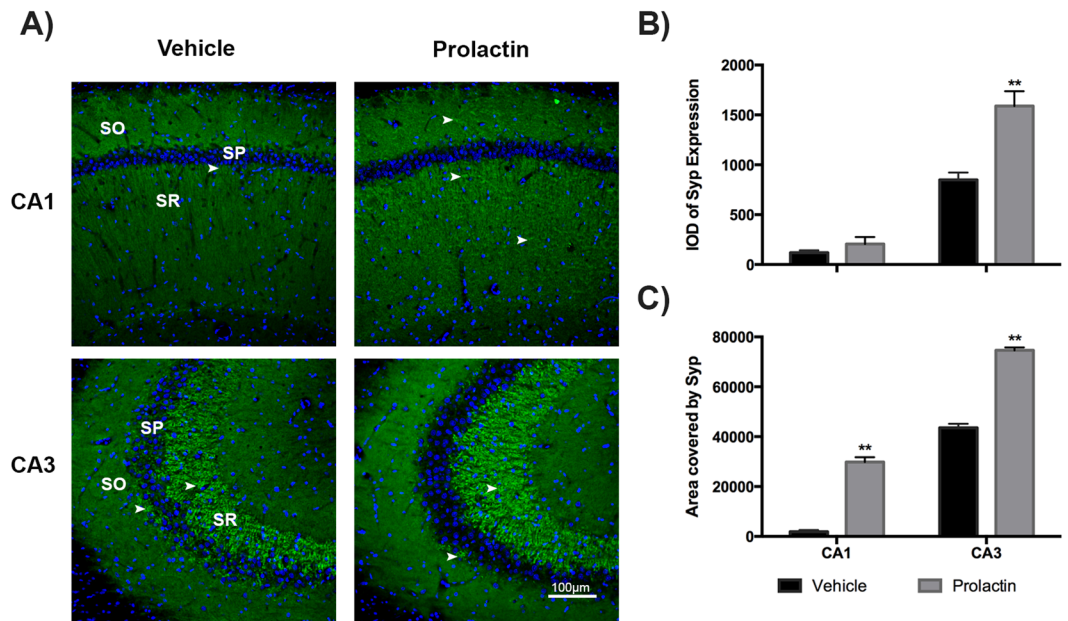 A)
Vehicle
Prolactin
CA1
SO
SP
SR
CA3
SP
SO
SR
100µm
B)
IOD of Syp Expression
2000
1500
1000
500
0
**
C)
Area covered by Syp
80000
60000
40000
20000
0
**
**
CA1
CA3
Vehicle
Prolactin